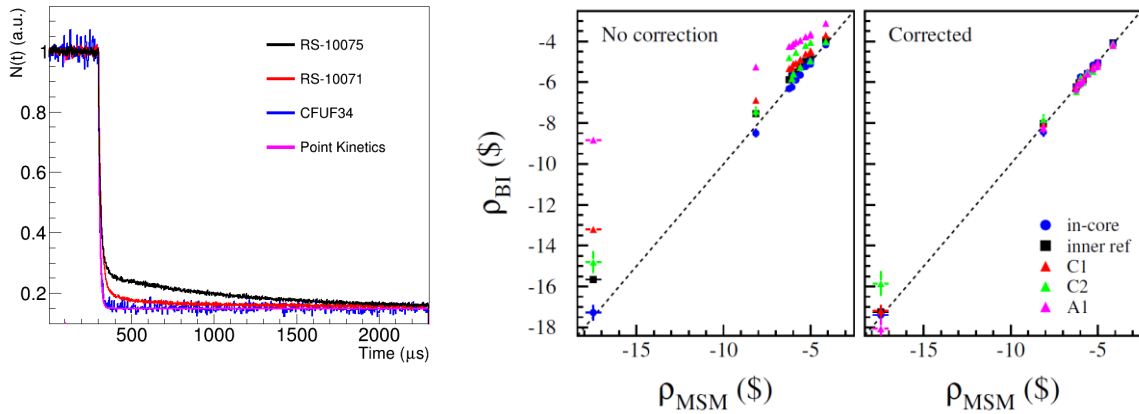 N(t) (a.u.)
1
0.8
0.6
0.4
0.2
RS-10075
RS-10071
CFUF34
Point Kinetics
500
1000
1500
2000
Time (μs)
ρBI ($)
-4
-6
-8
-10
-12
-14
-16
-18
No correction
-15
-10
-5
ρMSM ($)
Corrected
in-core
inner ref
C1
C2
A1
-15
-10
-5
ρMSM ($)